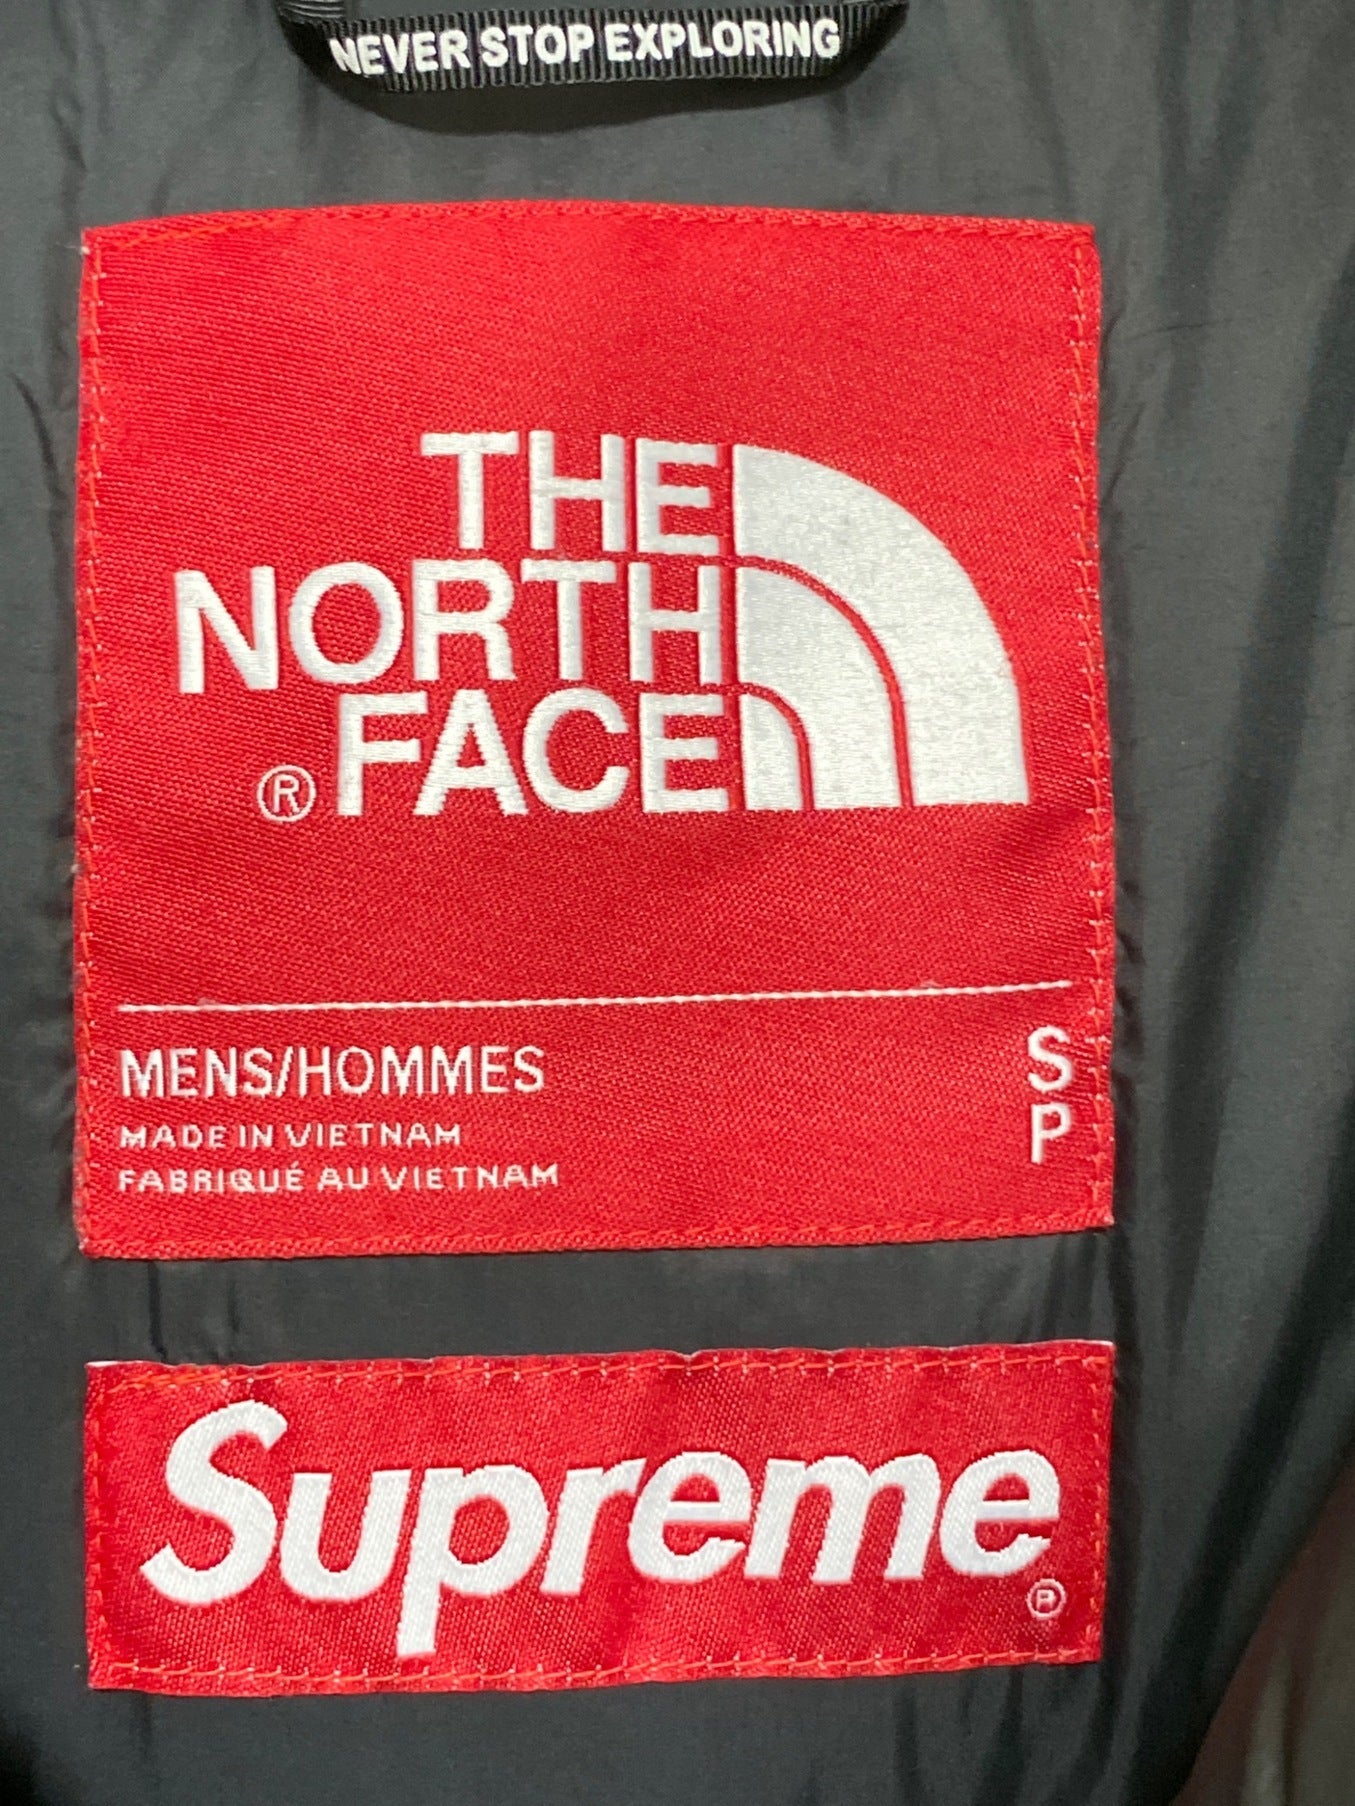 NEVER STOP EXPLORING
THE
NORTH
® FACE
MENS/HOMMES
S
MADE IN VIETNAM
P
FABRIQUÉ AU VIETNAM
Supreme
®